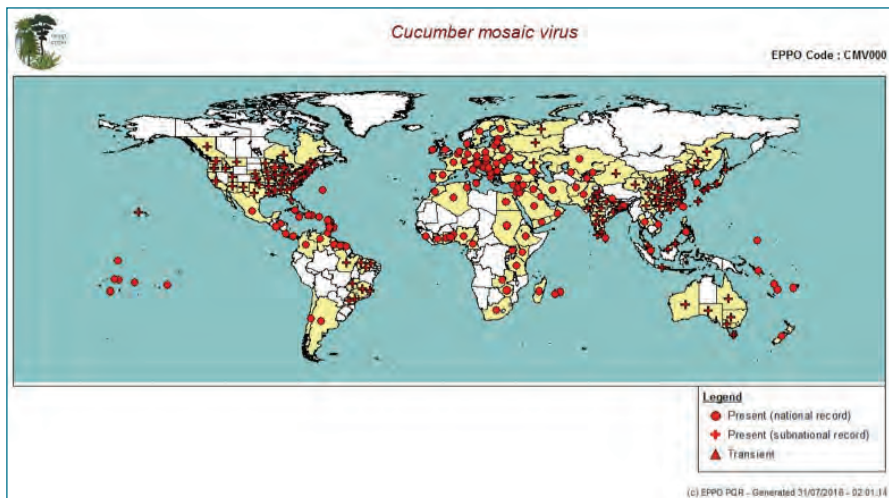 Cucumber mosaic virus
EPPO Code : CMV000
Legend
Present (national record)
Present (subnational record)
Transient
(c) EPPO PQR - Generated 31/07/2018 - 02.01.14